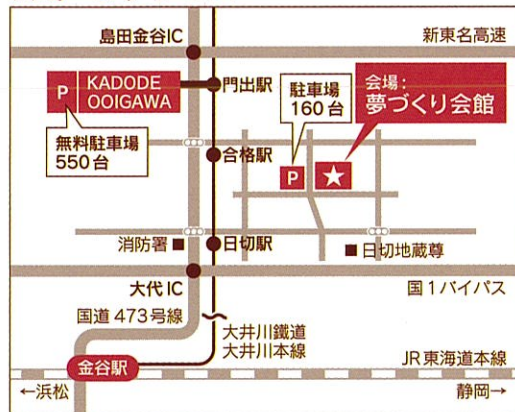 島田金谷IC
新東名高速
P
KADODE
OOIGAWA
門出駅
駐車場
160台
会場:
夢づくり会館
無料駐車場
550台
合格駅
P
消防署
日切駅
日切地蔵尊
大代IC
国1バイパス
国道473号線
大井川鐵道
大井川本線
金谷駅
JR東海道本線
←浜松
静岡→